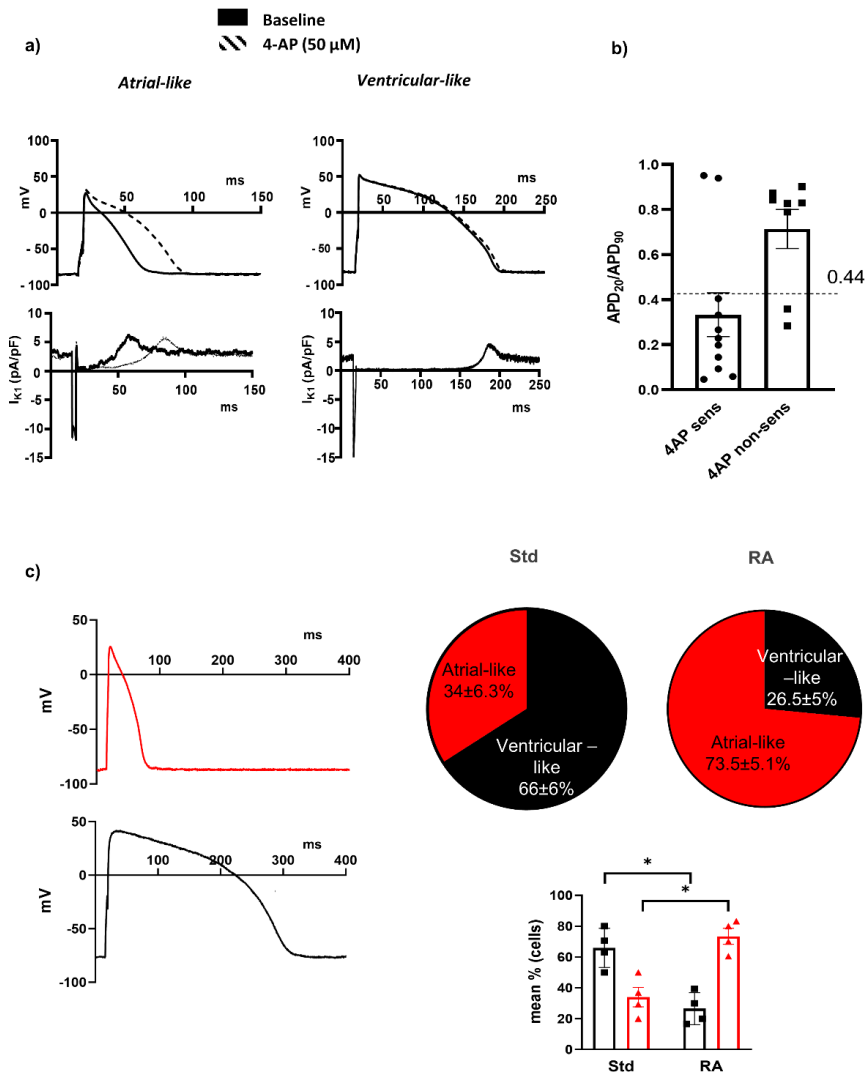 Baseline
4-AP (50 µM)
a)
b)
Atrial-like
Ventricular-like
100
50
0
-50
-100
mV
ms
50
100
150
100
50
0
-50
-100
mV
ms
50
100
150
200
250
10
5
0
-5
-10
-15
IK1 (pA/pF)
50
100
150
ms
10
5
0
-5
-10
-15
IK1 (pA/pF)
50
100
150
200
250
ms
1.0
0.8
0.6
0.4
0.2
0.0
APD20/APD90
0.44
4AP sens
4AP non-sens
c)
Std
RA
50
0
-50
-100
mV
ms
100
200
300
400
50
0
-50
-100
mV
ms
100
200
300
400
Atrial-like
34±6.3%
Ventricular –
like
66±6%
Ventricular
–like
26.5±5%
Atrial-like
73.5±5.1%
*
*
100
80
60
40
20
0
mean % (cells)
Std
RA